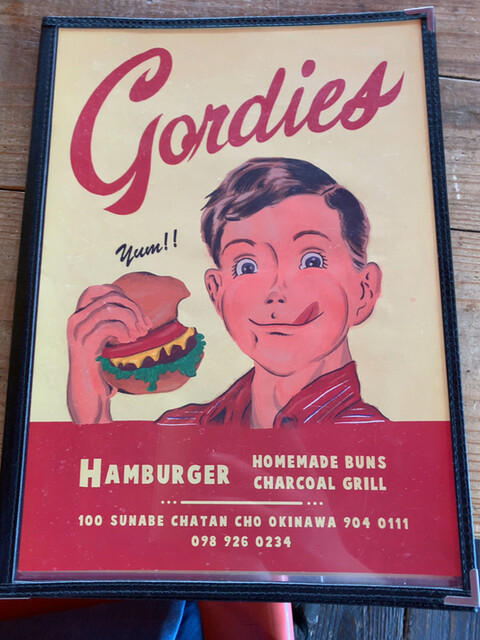 Gordies
Yum!!
HAMBURGER
HOMEMADE BUNS
CHARCOAL GRILL
100 SUNABE CHATAN CHO OKINAWA 904 0111
098 926 0234